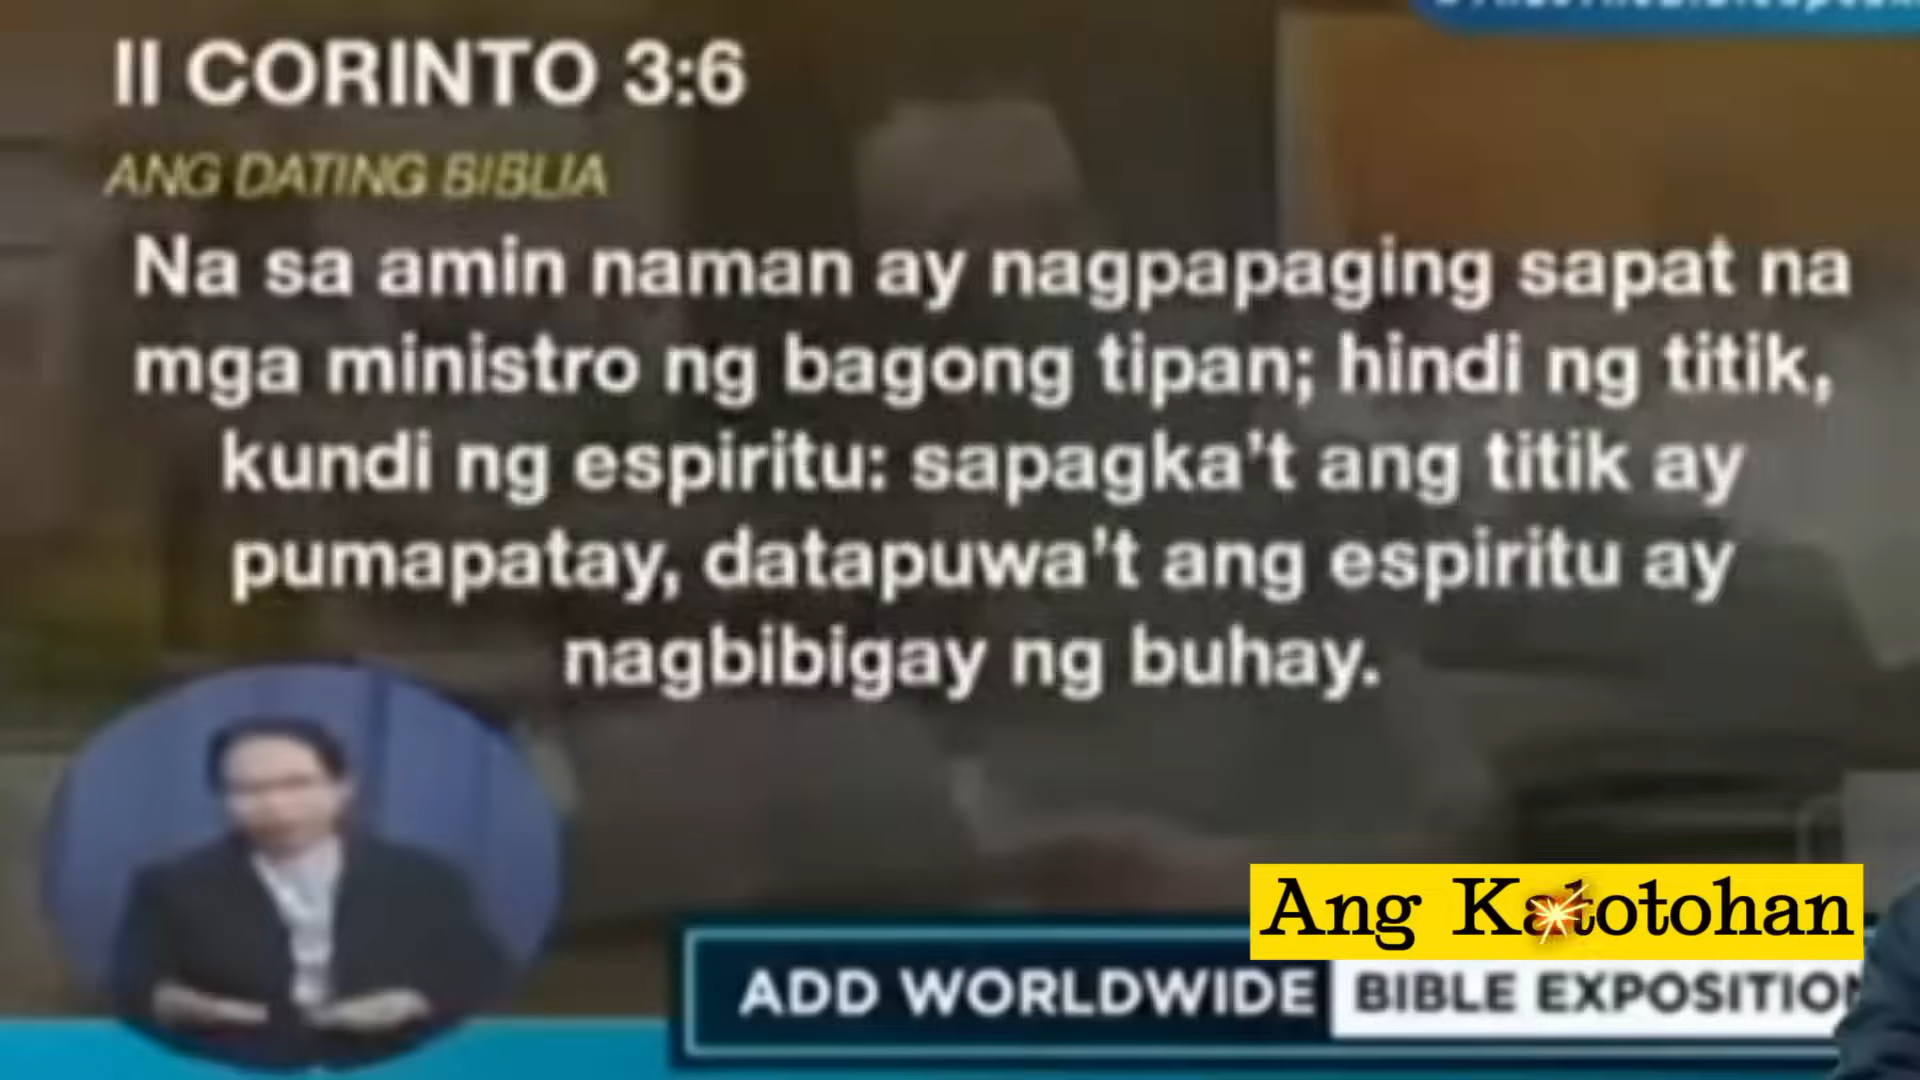 II CORINTO 3:6
ANG DATING BIBLIA
Na sa amin naman ay nagpapaging sapat na
mga ministro ng bagong tipan; hindi ng titik,
kundi ng espiritu: sapagka't ang titik ay
pumapatay, datapuwa't ang espiritu ay
nagbibigay ng buhay.
Ang Katotohan
ADD WORLDWIDE BIBLE EXPOSITION